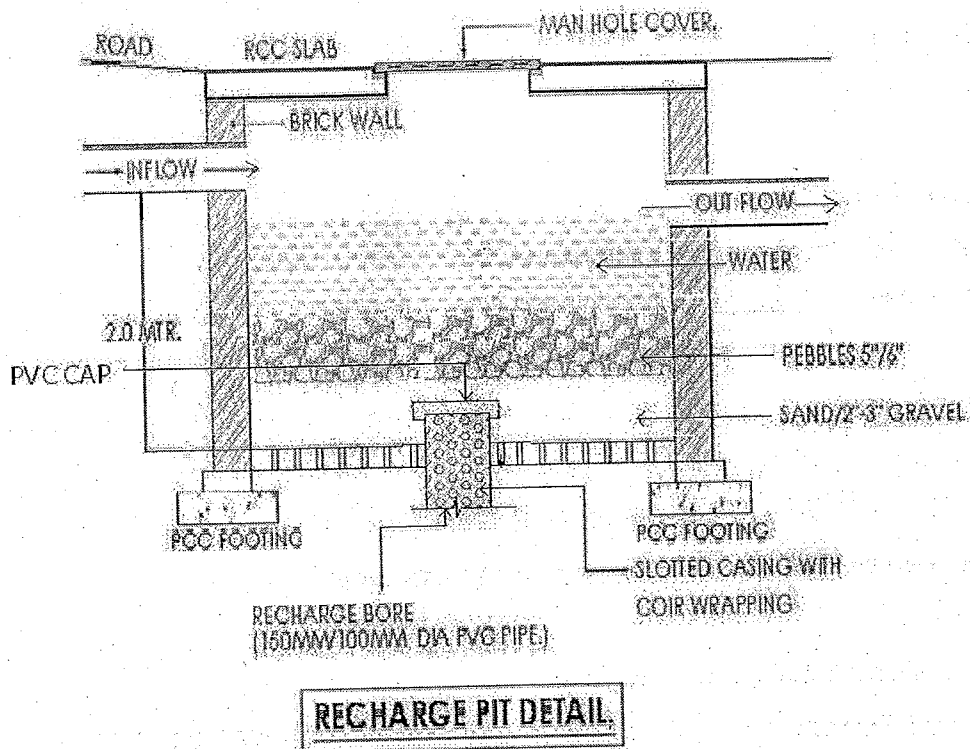 MAN HOLE COVER.
ROAD
RCC SLAB
BRICK WALL
INFLOW
OUT FLOW
WATER
2.0 MTR.
PEBBLES 5"/6"
PVC CAP
SAND/2"-3" GRAVEL
PCC FOOTING
PCC FOOTING
SLOTTED CASING WITH
COIR WRAPPING
RECHARGE BORE
(150MM/100MM DIA PVC PIPE.)
RECHARGE PIT DETAIL.